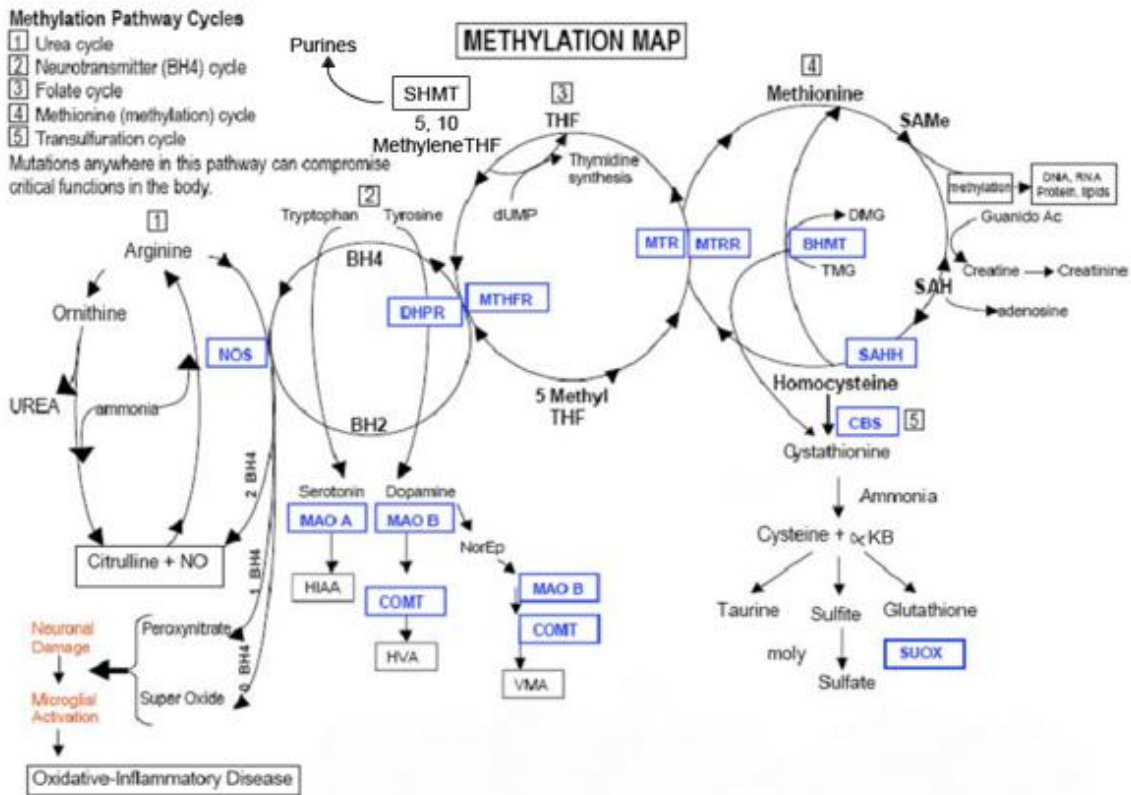 Methylation Pathway Cycles
1 Urea cycle
2 Neurotransmitter (BH4) cycle
3 Folate cycle
4 Methionine (methylation) cycle
5 Transulfuration cycle
Mutations anywhere in this pathway can compromise
critical functions in the body.
METHYLATION MAP
Purines
SHMT
5, 10
MethyleneTHF
3
THF
Thymidine
synthesis
dUMP
4
Methionine
SAMe
methylation
DNA, RNA
Protein, lipids
Guanido Ac
Creatine
Creatinine
SAH
adenosine
DMG
BHMT
TMG
MTR
MTRR
SAHH
Homocysteine
CBS
5
Cystathionine
Ammonia
Cysteine + αKB
Taurine
Sulfite
Glutathione
moly
SUOX
Sulfate
5 Methyl
THF
MTHFR
DHPR
2
Tryptophan
Tyrosine
BH4
BH2
1
Arginine
Ornithine
NOS
UREA
ammonia
Citrulline + NO
2 BH4
1 BH4
0 BH4
Serotonin
Dopamine
MAO A
MAO B
NorEp
HIAA
COMT
HVA
MAO B
COMT
VMA
Neuronal
Damage
Peroxynitrate
Microglial
Activation
Super Oxide
Oxidative-Inflammatory Disease